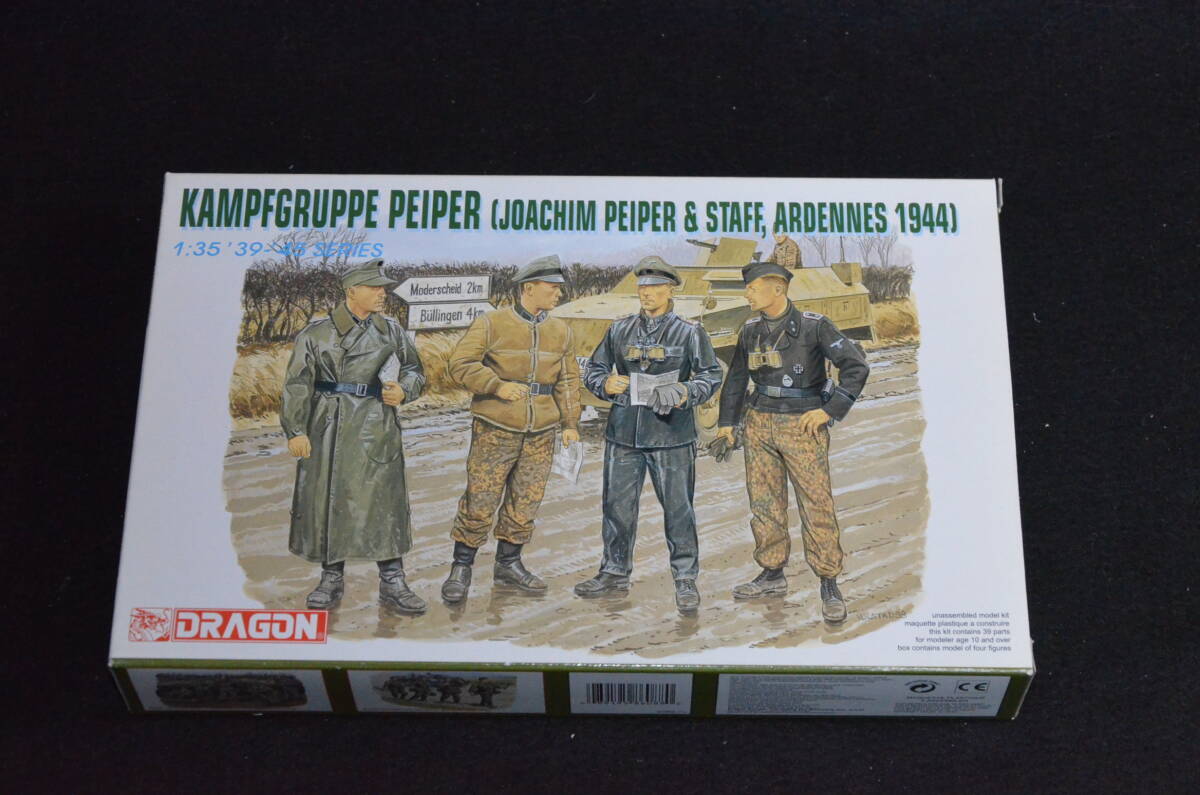 KAMPFGRUPPE PEIPER (JOACHIM PEIPER & STAFF, ARDENNES 1944)
1:35 '39-45 SERIES
Moderscheid 2km
Büllingen 4km
DRAGON
unassembled model kit
maquette plastique a construire
this kit contains 39 parts
for modeler age 10 and over
box contains model of four figures
CE